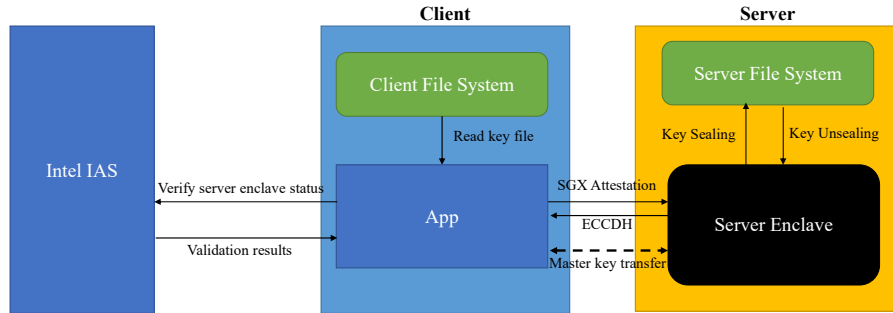 Client
Server
Client File System
Server File System
Read key file
Key Sealing
Key Unsealing
Intel IAS
Verify server enclave status
App
SGX Attestation
ECCDH
Server Enclave
Validation results
Master key transfer